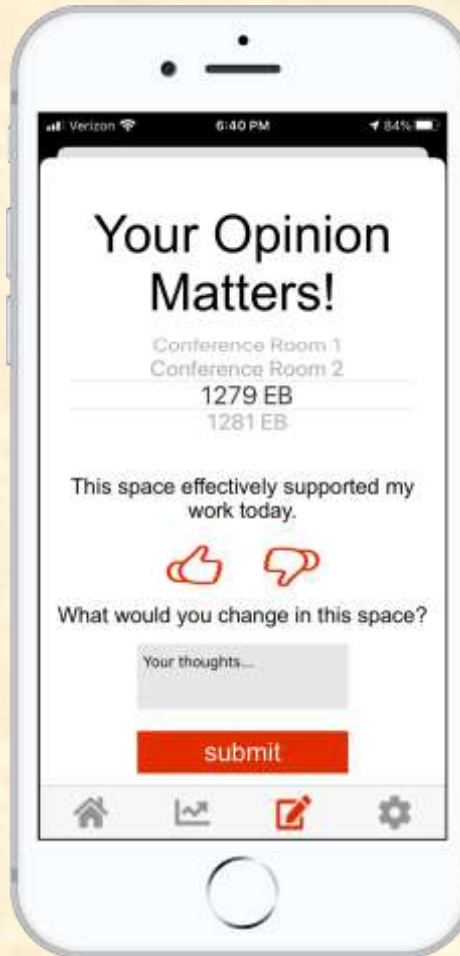 Verizon 6:40 PM 84%
Your Opinion
Matters!
Conference Room 1
Conference Room 2
1279 EB
1281 EB
This space effectively supported my
work today.
What would you change in this space?
Your thoughts...
submit